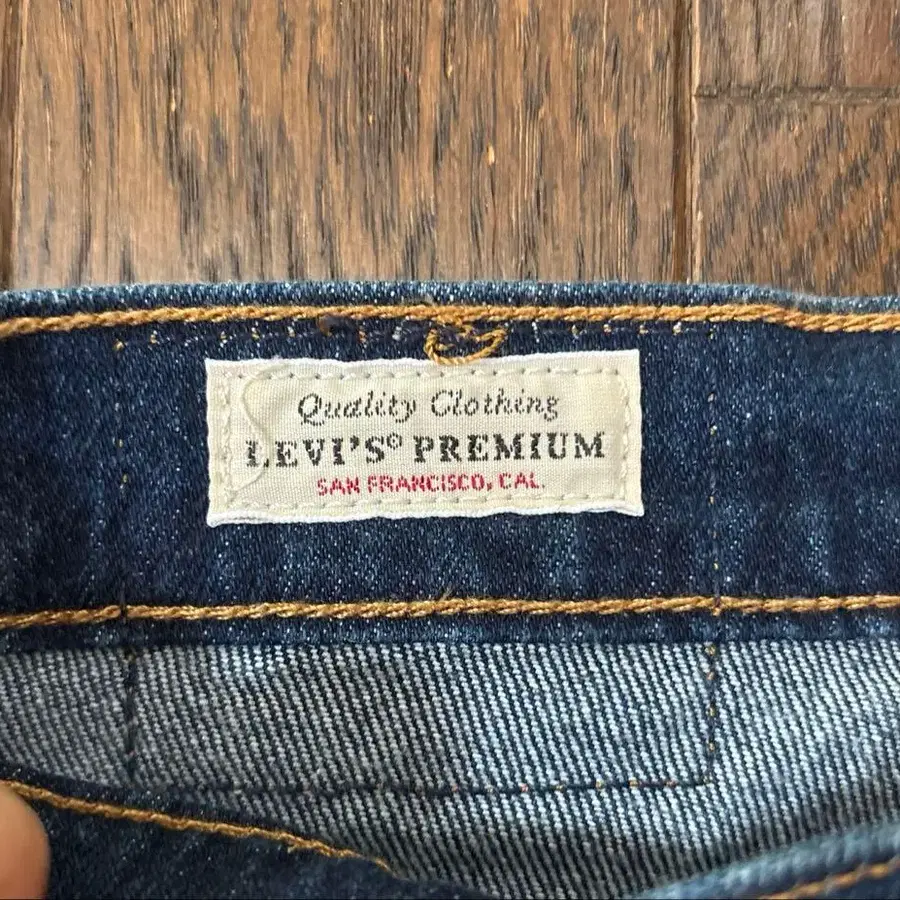 Quality Clothing
LEVI'S® PREMIUM
SAN FRANCISCO, CAL.